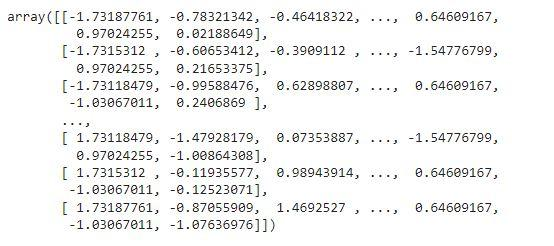 array([[-1.73187761, -0.78321342, -0.46418322, ..., 0.64609167,
0.97024255, 0.02188649],
[-1.7315312 , -0.60653412, -0.3909112 , ..., -1.54776799,
0.97024255, 0.21653375],
[-1.73118479, -0.99588476, 0.62898807, ..., 0.64609167,
-1.03067011, 0.2406869 ],
...,
[ 1.73118479, -1.47928179, 0.07353887, ..., -1.54776799,
0.97024255, -1.00864308],
[ 1.7315312 , -0.11935577, 0.98943914, ..., 0.64609167,
-1.03067011, -0.12523071],
[ 1.73187761, -0.87055909, 1.4692527 , ..., 0.64609167,
-1.03067011, -1.07636976]])